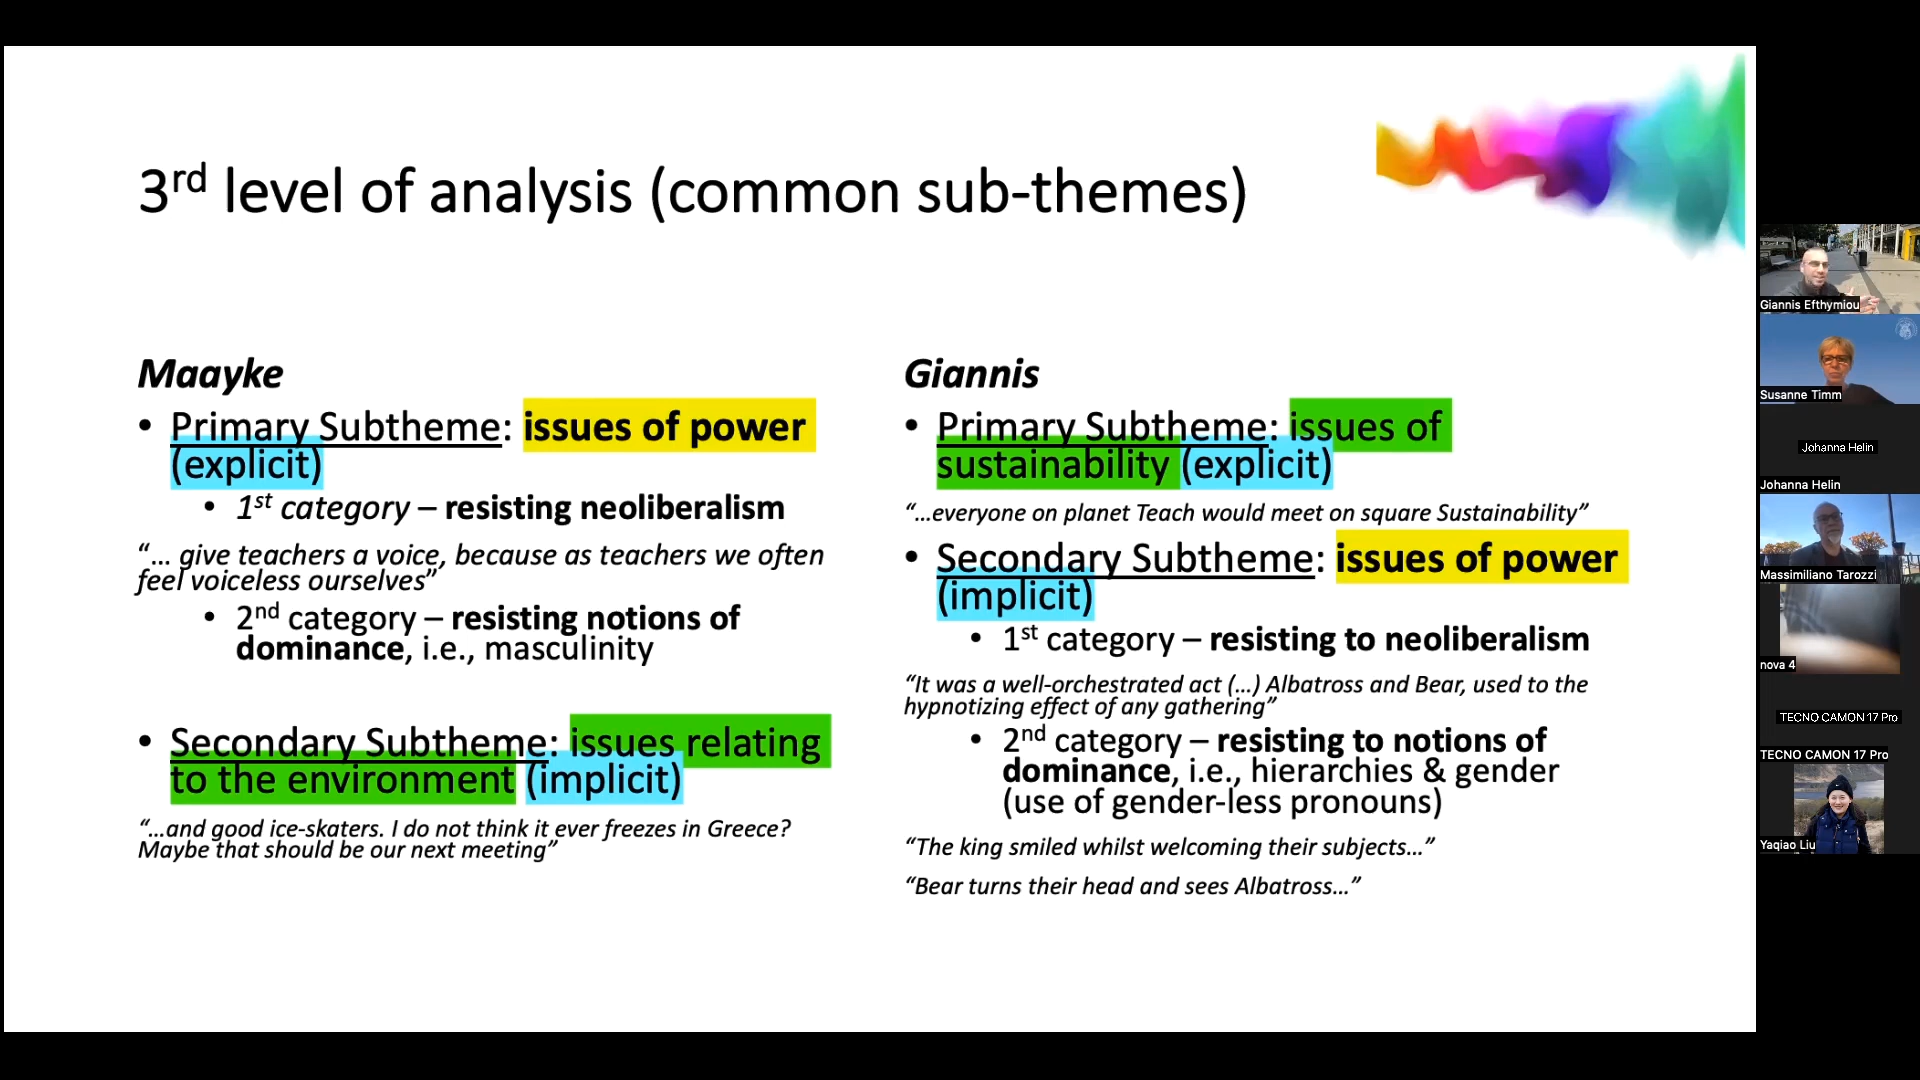 3rd level of analysis (common sub-themes)
Maayke
• Primary Subtheme: issues of power
(explicit)
• 1st category – resisting neoliberalism
“… give teachers a voice, because as teachers we often
feel voiceless ourselves”
• 2nd category – resisting notions of
dominance, i.e., masculinity
• Secondary Subtheme: issues relating
to the environment (implicit)
“…and good ice-skaters. I do not think it ever freezes in Greece?
Maybe that should be our next meeting”
Giannis
• Primary Subtheme: issues of
sustainability (explicit)
“…everyone on planet Teach would meet on square Sustainability”
• Secondary Subtheme: issues of power
(implicit)
• 1st category – resisting to neoliberalism
“It was a well-orchestrated act (…) Albatross and Bear, used to the
hypnotizing effect of any gathering”
• 2nd category – resisting to notions of
dominance, i.e., hierarchies & gender
(use of gender-less pronouns)
“The king smiled whilst welcoming their subjects…”
“Bear turns their head and sees Albatross…”
Giannis Efthymiou
Susanne Timm
Johanna Helin
Johanna Helin
Massimiliano Tarozzi
nova 4
TECNO CAMON 17 Pro
TECNO CAMON 17 Pro
Yaqiao Liu